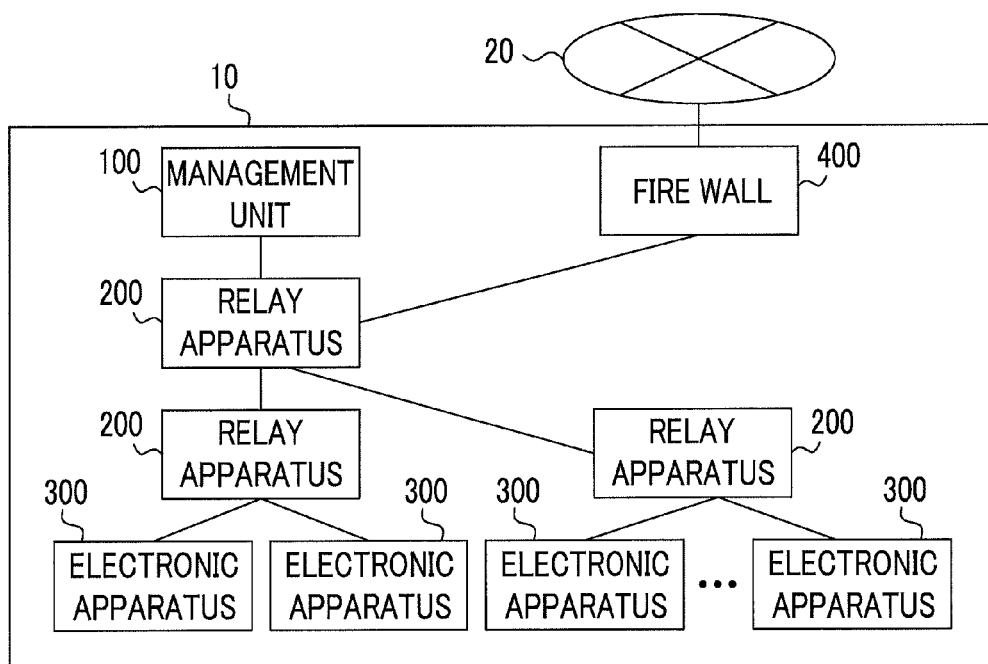 20
10
100
MANAGEMENT
UNIT
FIRE WALL
400
200
RELAY
APPARATUS
200
RELAY
APPARATUS
RELAY
APPARATUS
200
300
300
300
300
ELECTRONIC
APPARATUS
ELECTRONIC
APPARATUS
ELECTRONIC
APPARATUS
•••
ELECTRONIC
APPARATUS